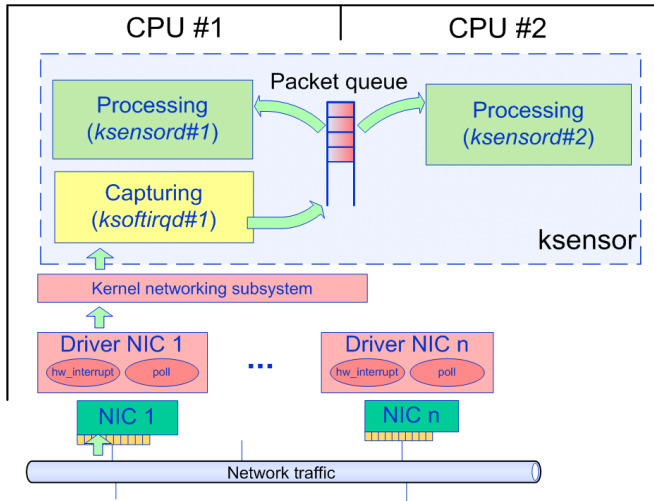 CPU #1
CPU #2
Packet queue
Processing
(ksensord#1)
Processing
(ksensord#2)
Capturing
(ksoftirqd#1)
ksensor
Kernel networking subsystem
Driver NIC 1
hw_interrupt
poll
...
Driver NIC n
hw_interrupt
poll
NIC 1
NIC n
Network traffic